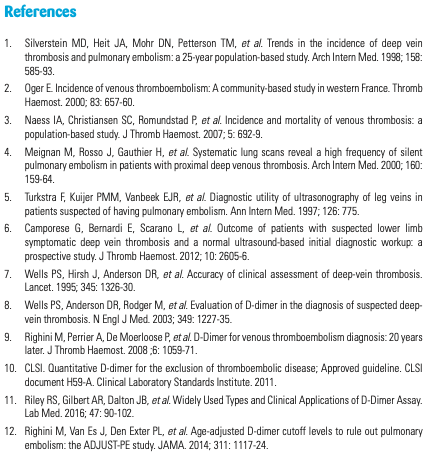 References
1. Silverstein MD, Heit JA, Mohr DN, Petterson TM, et al. Trends in the incidence of deep vein
thrombosis and pulmonary embolism: a 25-year population-based study. Arch Intern Med. 1998; 158:
585-93.
2. Oger E. Incidence of venous thromboembolism: A community-based study in western France. Thromb
Haemost. 2000; 83: 657-60.
3. Naess IA, Christiansen SC, Romundstad P, et al. Incidence and mortality of venous thrombosis: a
population-based study. J Thromb Haemost. 2007; 5: 692-9.
4. Meignan M, Rosso J, Gauthier H, et al. Systematic lung scans reveal a high frequency of silent
pulmonary embolism in patients with proximal deep venous thrombosis. Arch Intern Med. 2000; 160:
159-64.
5. Turkstra F, Kuijer PMM, Vanbeek EJR, et al. Diagnostic utility of ultrasonography of leg veins in
patients suspected of having pulmonary embolism. Ann Intern Med. 1997; 126: 775.
6. Camporese G, Bernardi E, Scarano L, et al. Outcome of patients with suspected lower limb
symptomatic deep vein thrombosis and a normal ultrasound-based initial diagnostic workup: a
prospective study. J Thromb Haemost. 2012; 10: 2605-6.
7. Wells PS, Hirsh J, Anderson DR, et al. Accuracy of clinical assessment of deep-vein thrombosis.
Lancet. 1995; 345: 1326-30.
8. Wells PS, Anderson DR, Rodger M, et al. Evaluation of D-dimer in the diagnosis of suspected deep-
vein thrombosis. N Engl J Med. 2003; 349: 1227-35.
9. Righini M, Perrier A, De Moerloose P, et al. D-Dimer for venous thromboembolism diagnosis: 20 years
later. J Thromb Haemost. 2008 ;6: 1059-71.
10. CLSI. Quantitative D-dimer for the exclusion of thromboembolic disease; Approved guideline. CLSI
document H59-A. Clinical Laboratory Standards Institute. 2011.
11. Riley RS, Gilbert AR, Dalton JB, et al. Widely Used Types and Clinical Applications of D-Dimer Assay.
Lab Med. 2016; 47: 90-102.
12. Righini M, Van Es J, Den Exter PL, et al. Age-adjusted D-dimer cutoff levels to rule out pulmonary
embolism: the ADJUST-PE study. JAMA. 2014; 311: 1117-24.